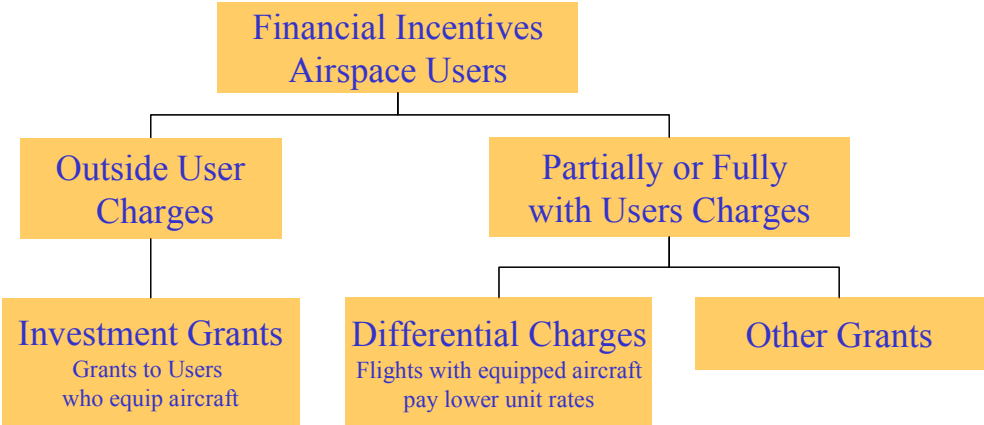 Financial Incentives
Airspace Users
Outside User
Charges
Partially or Fully
with Users Charges
Investment Grants
Grants to Users
who equip aircraft
Differential Charges
Flights with equipped aircraft
pay lower unit rates
Other Grants